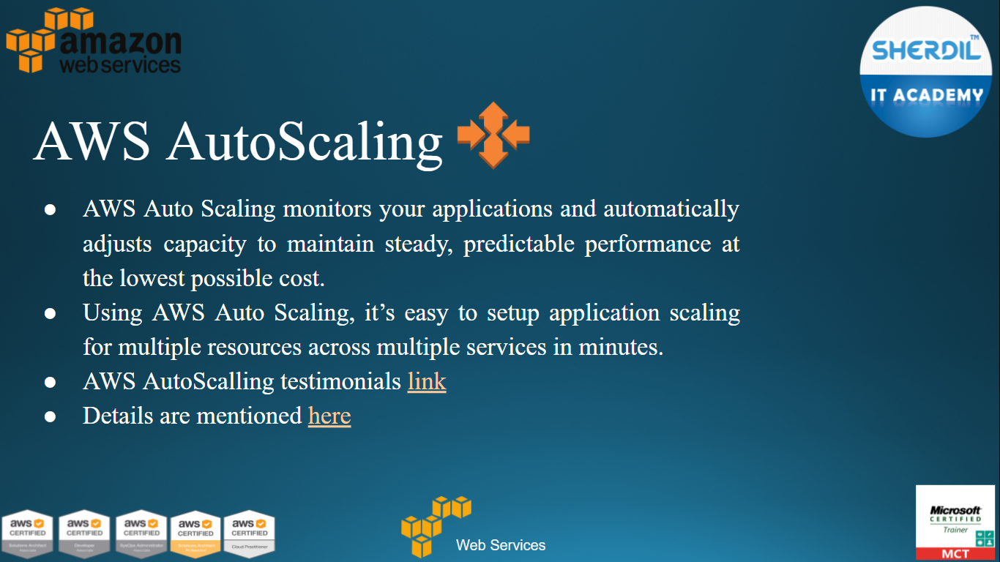 amazon
web services
SHERDIL™
IT ACADEMY
AWS AutoScaling
● AWS Auto Scaling monitors your applications and automatically
adjusts capacity to maintain steady, predictable performance at
the lowest possible cost.
● Using AWS Auto Scaling, it’s easy to setup application scaling
for multiple resources across multiple services in minutes.
● AWS AutoScalling testimonials link
● Details are mentioned here
aws
CERTIFIED
Solutions Architect
Associate
aws
CERTIFIED
Developer
Associate
aws
CERTIFIED
SysOps Administrator
Associate
aws
CERTIFIED
Professional
aws
CERTIFIED
Cloud Practitioner
Web Services
Microsoft
CERTIFIED
Trainer
MCT